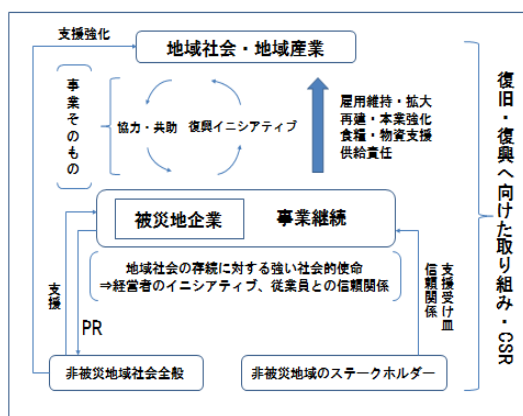 支援強化
地域社会・地域産業
事業そのもの
協力・共助
復興イニシアティブ
雇用維持・拡大
再建・本業強化
食糧・物資支援
供給責任
復旧・復興へ向けた取り組み・CSR
被災地企業
事業継続
地域社会の存続に対する強い社会的使命
⇒経営者のイニシアティブ、従業員との信頼関係
支援
PR
支援受け皿
信頼関係
非被災地域社会全般
非被災地域のステークホルダー